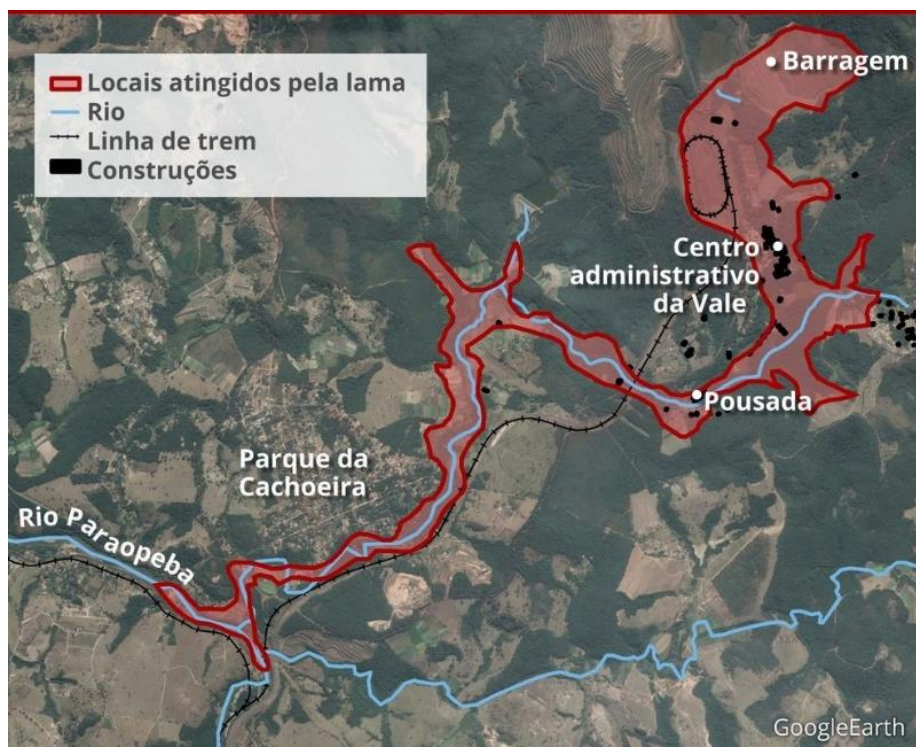 Locais atingidos pela lama
Rio
Linha de trem
Construções
Barragem
Centro
administrativo
da Vale
Pousada
Parque da
Cachoeira
Rio Paraopeba
GoogleEarth